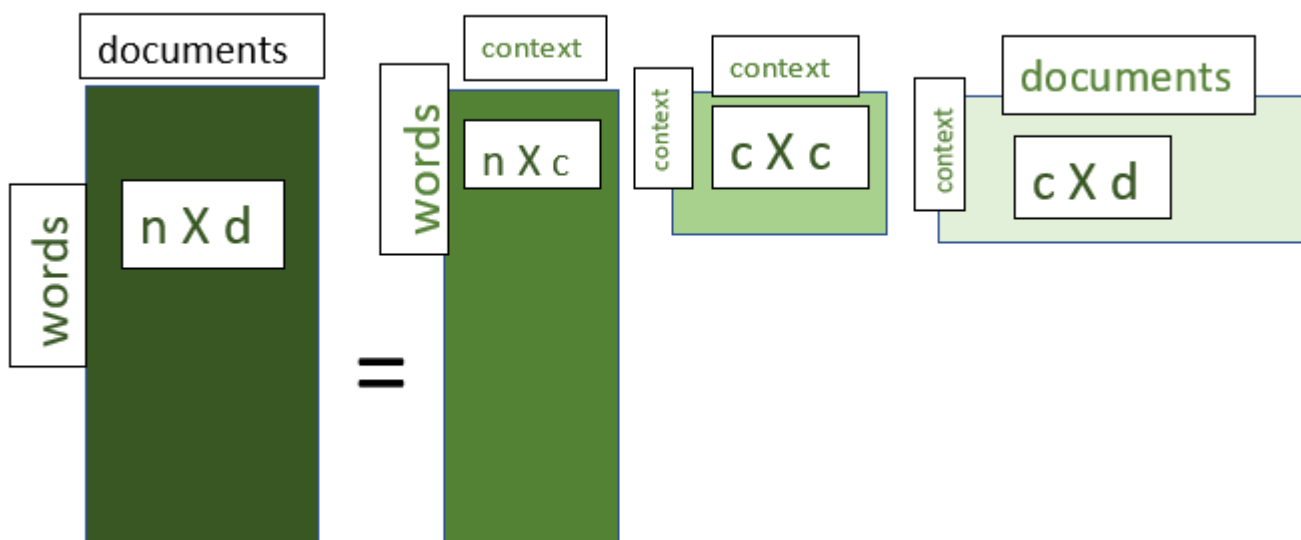 documents
words
n X d
=
context
words
n X c
context
context
c X c
documents
context
c X d